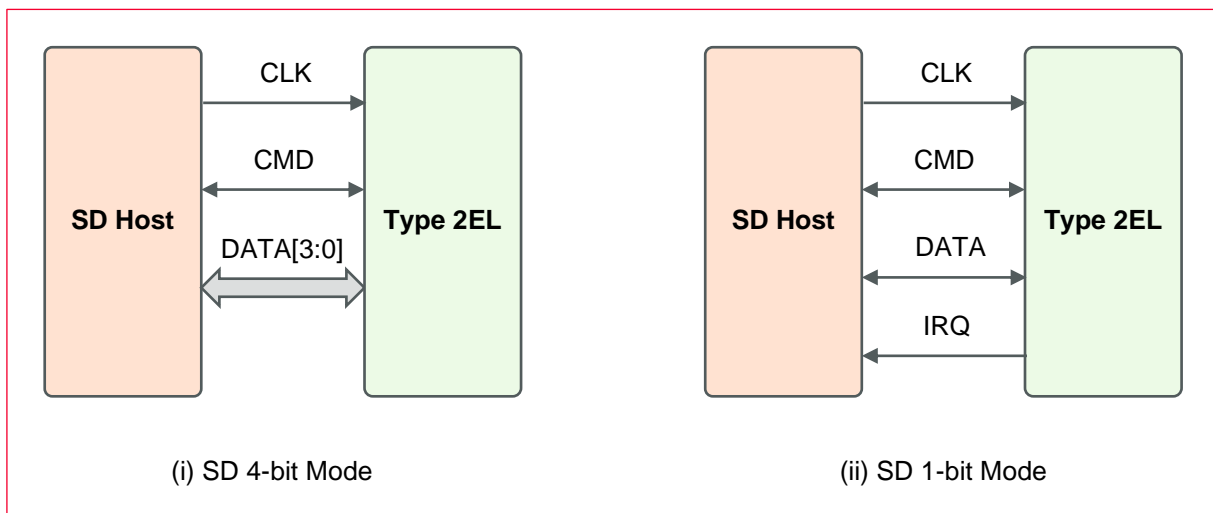 CLK
CMD
SD Host
Type 2EL
DATA[3:0]
(i) SD 4-bit Mode
CLK
CMD
SD Host
Type 2EL
DATA
IRQ
(ii) SD 1-bit Mode